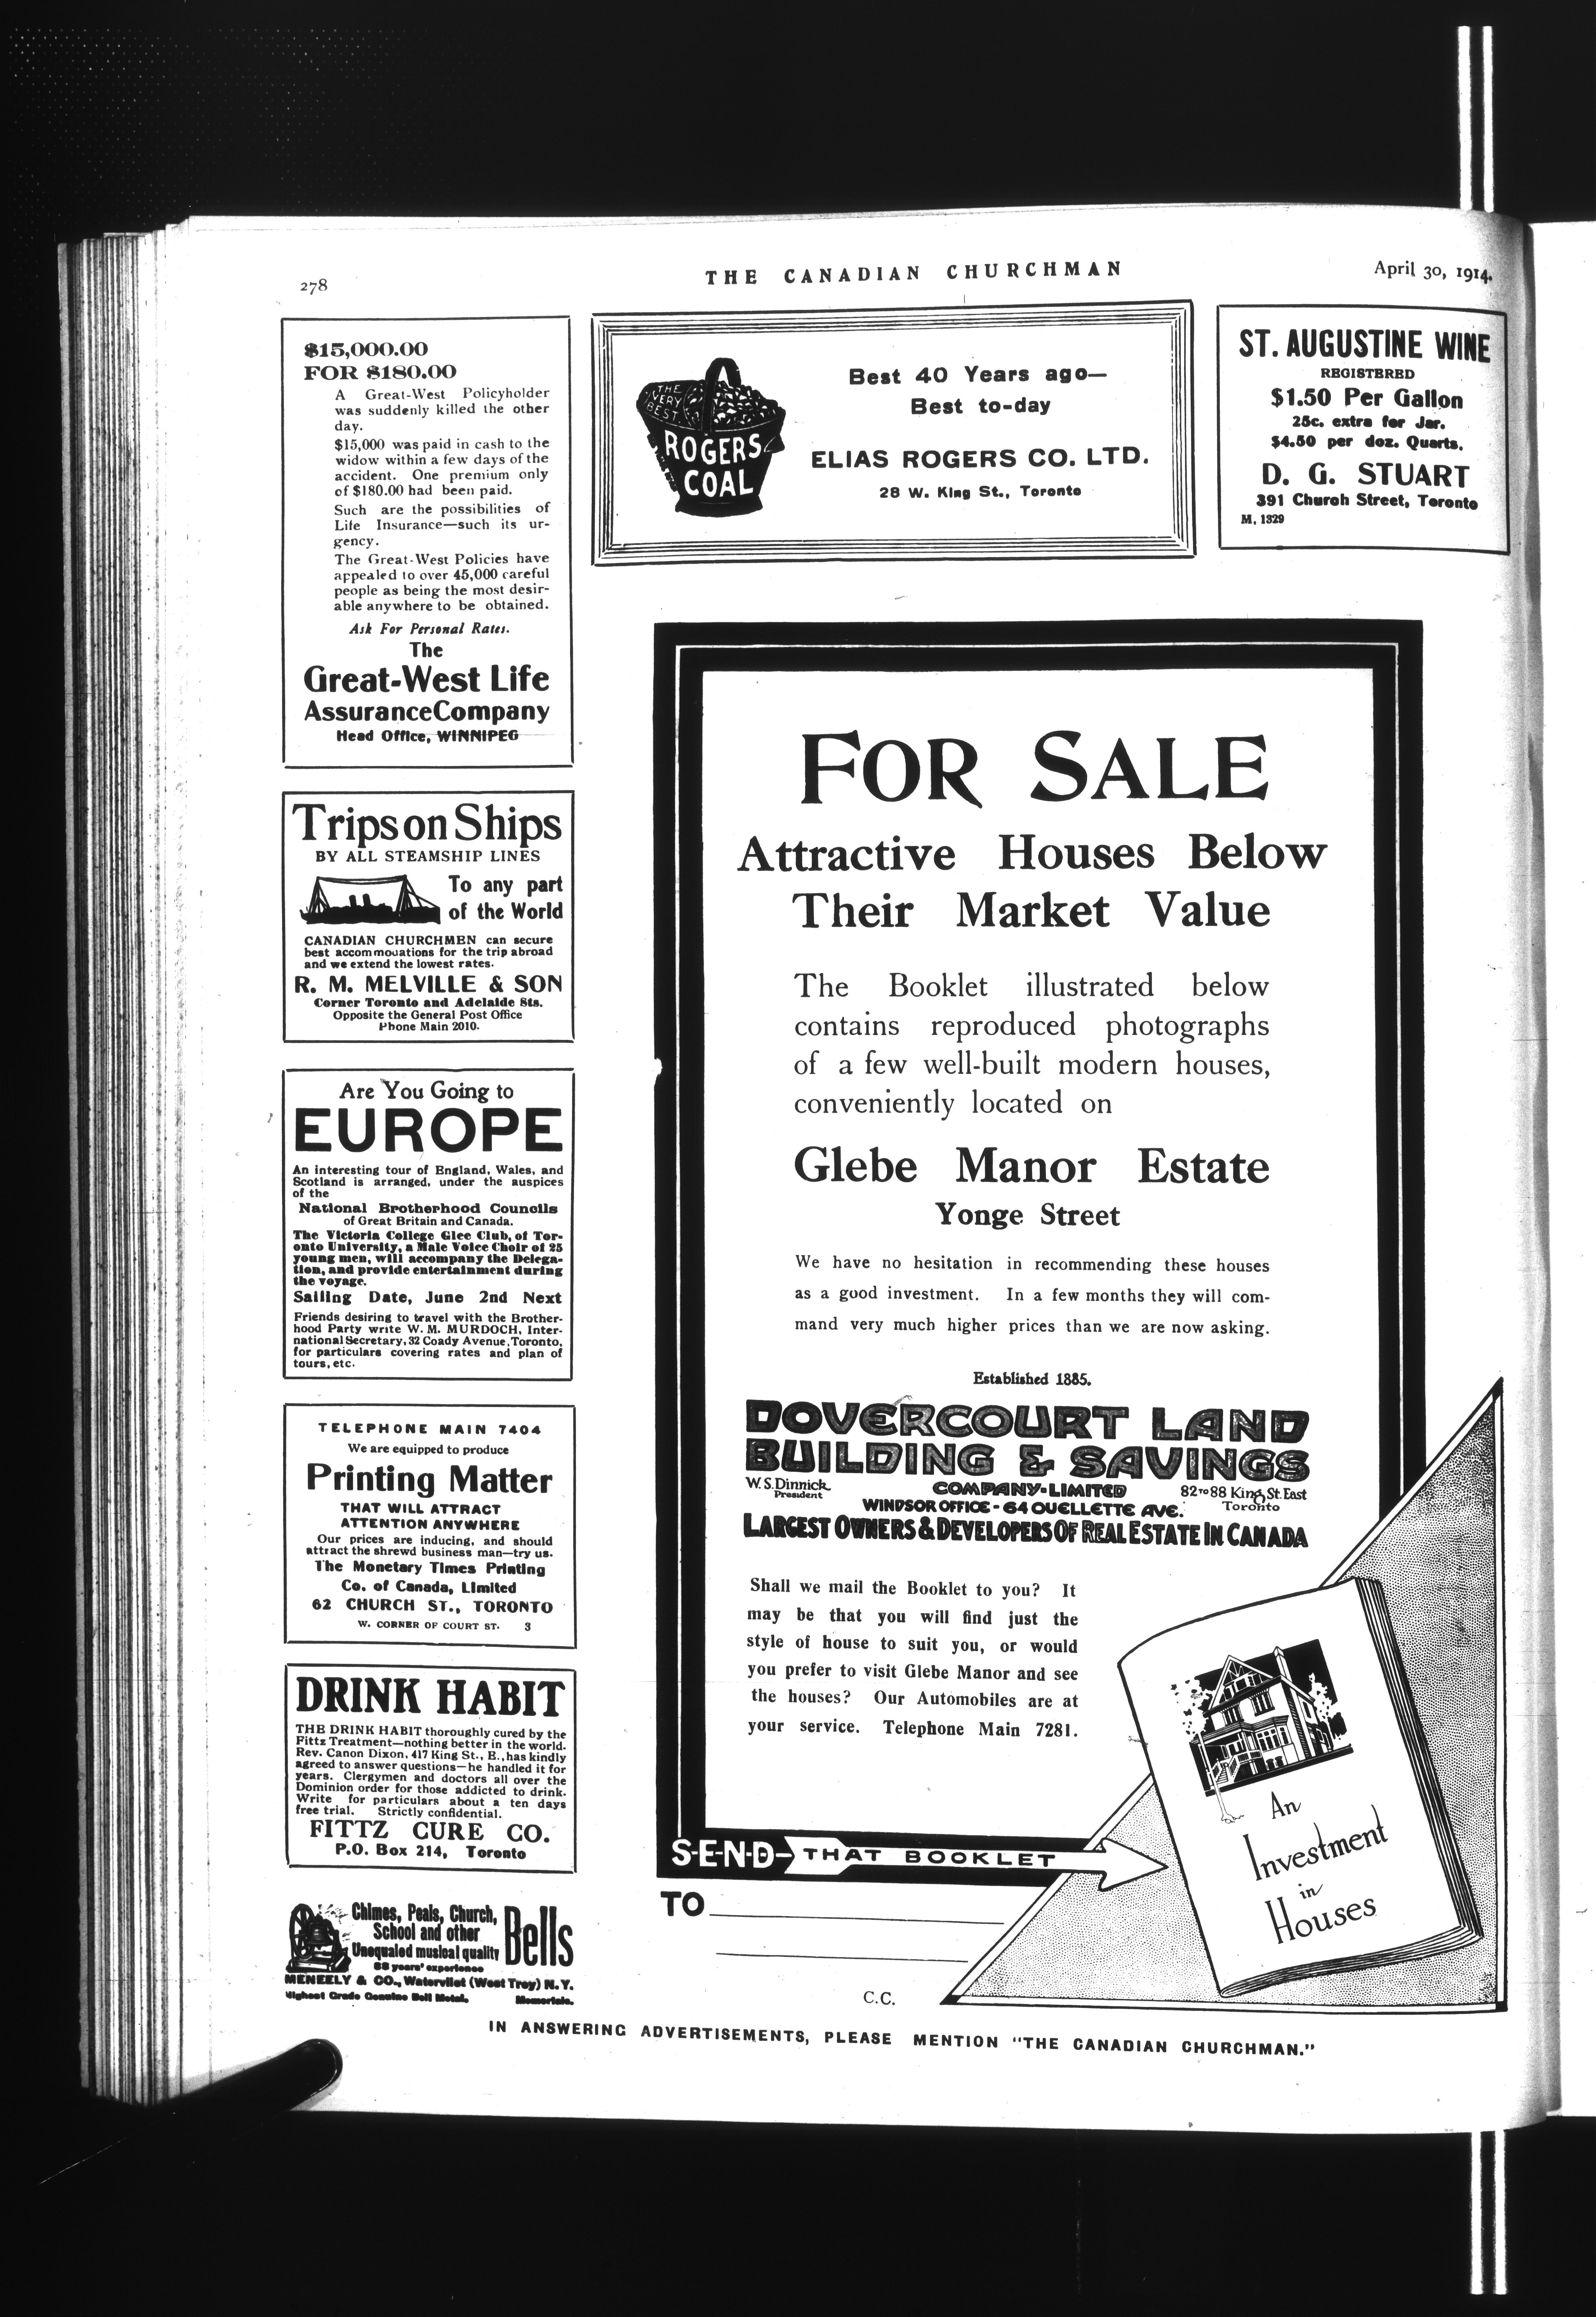 278
THE CANADIAN CHURCHMAN
April 30, 1914.
$15,000.00
FOR $180.00
A Great-West Policyholder
was suddenly killed the other
day.
$15,000 was paid in cash to the
widow within a few days of the
accident. One premium only
of $180.00 had been paid.
Such are the possibilities of
Life Insurance—such its ur-
gency.
The Great-West Policies have
appealed to over 45,000 careful
people as being the most desir-
able anywhere to be obtained.
Ask For Personal Rates.
The
Great-West Life
Assurance Company
Head Office, WINNIPEG
Trips on Ships
BY ALL STEAMSHIP LINES
To any part
of the World
CANADIAN CHURCHMEN can secure
best accommodations for the trip abroad
and we extend the lowest rates.
R. M. MELVILLE & SON
Corner Toronto and Adelaide Sts.
Opposite the General Post Office
Phone Main 2010.
Are You Going to
EUROPE
An interesting tour of England, Wales, and
Scotland is arranged, under the auspices
of the
National Brotherhood Councils
of Great Britain and Canada.
The Victoria College Glee Club, of Tor-
onto University, a Male Voice Choir of 25
young men, will accompany the Delega-
tion, and provide entertainment during
the voyage.
Sailing Date, June 2nd Next
Friends desiring to travel with the Brother-
hood Party write W. M. MURDOCH, Inter-
national Secretary, 32 Coady Avenue, Toronto,
for particulars covering rates and plan of
tours, etc.
TELEPHONE MAIN 7404
We are equipped to produce
Printing Matter
THAT WILL ATTRACT
ATTENTION ANYWHERE
Our prices are inducing, and should
attract the shrewd business man—try us.
The Monetary Times Printing
Co. of Canada, Limited
62 CHURCH ST., TORONTO
W. CORNER OF COURT ST. 3
DRINK HABIT
THE DRINK HABIT thoroughly cured by the
Fittz Treatment—nothing better in the world.
Rev. Canon Dixon, 417 King St., E., has kindly
agreed to answer questions—he handled it for
years. Clergymen and doctors all over the
Dominion order for those addicted to drink.
Write for particulars about a ten days
free trial. Strictly confidential.
FITTZ CURE CO.
P.O. Box 214, Toronto
Chimes, Peals, Church,
School and other
Unequaled musical quality
Bells
88 years' experience
MENEELY & CO., Watervliet (West Troy) N.Y.
Highest Grade Genuine Bell Metal. Memorials.
THE VERY BEST
ROGERS
COAL
Best 40 Years ago—
Best to-day
ELIAS ROGERS CO. LTD.
28 W. King St., Toronto
ST. AUGUSTINE WINE
REGISTERED
$1.50 Per Gallon
25c. extra for Jar.
$4.50 per doz. Quarts.
D. G. STUART
391 Church Street, Toronto
M. 1329
FOR SALE
Attractive Houses Below
Their Market Value
The Booklet illustrated below
contains reproduced photographs
of a few well-built modern houses,
conveniently located on
Glebe Manor Estate
Yonge Street
We have no hesitation in recommending these houses
as a good investment. In a few months they will com-
mand very much higher prices than we are now asking.
Established 1885.
DOVERCOURT LAND
BUILDING & SAVINGS
W. S. Dinnick
President
COMPANY-LIMITED
82 TO 88 King St. East
Toronto
WINDSOR OFFICE - 64 OUELLETTE AVE.
LARGEST OWNERS & DEVELOPERS OF REAL ESTATE IN CANADA
Shall we mail the Booklet to you? It
may be that you will find just the
style of house to suit you, or would
you prefer to visit Glebe Manor and see
the houses? Our Automobiles are at
your service. Telephone Main 7281.
An
Investment
in
Houses
S-E-N-D- THAT BOOKLET
TO
C.C.
IN ANSWERING ADVERTISEMENTS, PLEASE MENTION "THE CANADIAN CHURCHMAN."